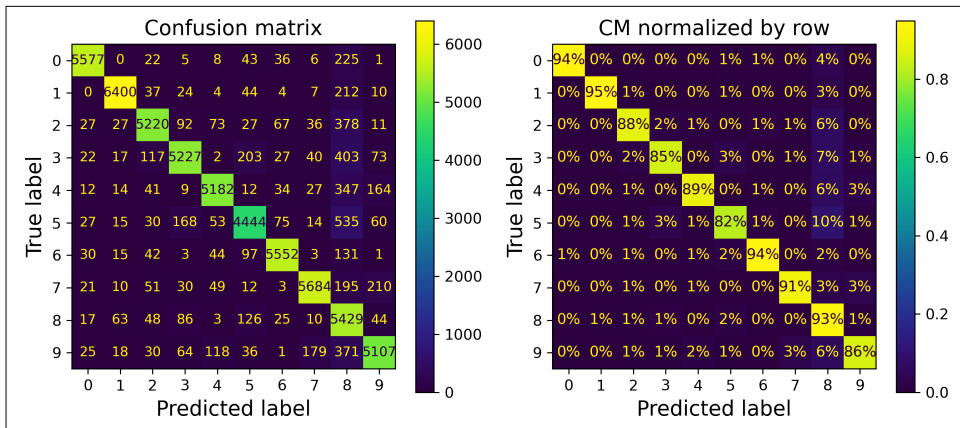 Confusion matrix
0 5577 0 22 5 8 43 36 6 225 1
1 0 6400 37 24 4 44 4 7 212 10
2 27 27 5220 92 73 27 67 36 378 11
3 22 17 117 5227 2 203 27 40 403 73
4 12 14 41 9 5182 12 34 27 347 164
5 27 15 30 168 53 4444 75 14 535 60
6 30 15 42 3 44 97 5552 3 131 1
7 21 10 51 30 49 12 3 5684 195 210
8 17 63 48 86 3 126 25 10 5429 44
9 25 18 30 64 118 36 1 179 371 5107
0 1 2 3 4 5 6 7 8 9
Predicted label
True label
6000
5000
4000
3000
2000
1000
0
CM normalized by row
0 94% 0% 0% 0% 0% 1% 1% 0% 4% 0%
1 0% 95% 1% 0% 0% 1% 0% 0% 3% 0%
2 0% 0% 88% 2% 1% 0% 1% 1% 6% 0%
3 0% 0% 2% 85% 0% 3% 0% 1% 7% 1%
4 0% 0% 1% 0% 89% 0% 1% 0% 6% 3%
5 0% 0% 1% 3% 1% 82% 1% 0% 10% 1%
6 1% 0% 1% 0% 1% 2% 94% 0% 2% 0%
7 0% 0% 1% 0% 1% 0% 0% 91% 3% 3%
8 0% 1% 1% 1% 0% 2% 0% 0% 93% 1%
9 0% 0% 1% 1% 2% 1% 0% 3% 6% 86%
0 1 2 3 4 5 6 7 8 9
Predicted label
True label
0.8
0.6
0.4
0.2
0.0